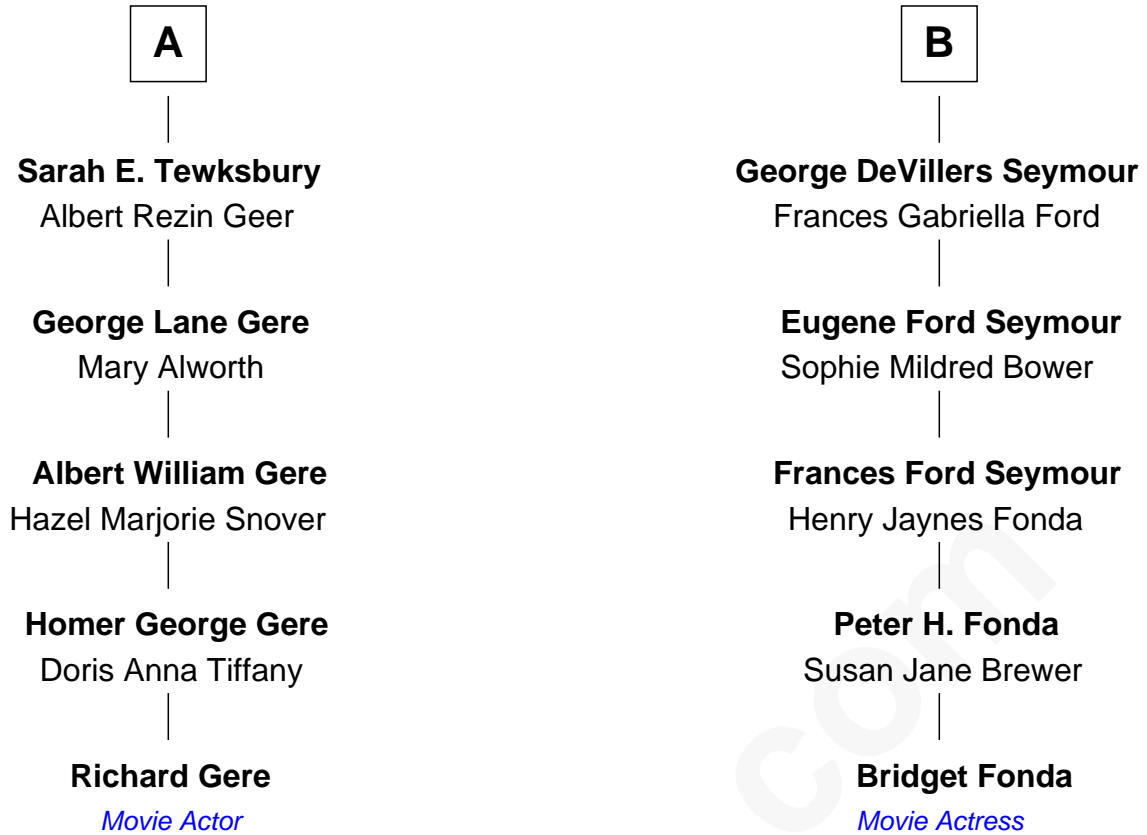 A
Sarah E. Tewksbury
Albert Rezin Geer
George Lane Gere
Mary Alworth
Albert William Gere
Hazel Marjorie Snover
Homer George Gere
Doris Anna Tiffany
Richard Gere
Movie Actor
B
George DeVillers Seymour
Frances Gabriella Ford
Eugene Ford Seymour
Sophie Mildred Bower
Frances Ford Seymour
Henry Jaynes Fonda
Peter H. Fonda
Susan Jane Brewer
Bridget Fonda
Movie Actress
com